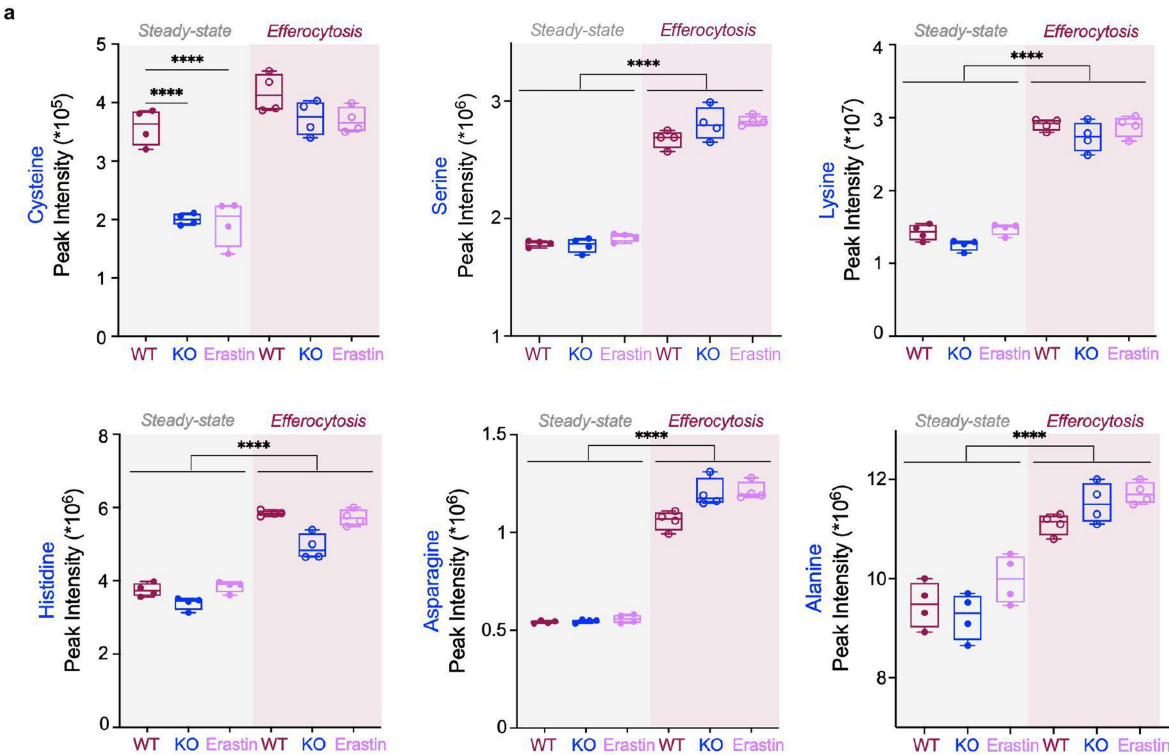 a
Steady-state Efferocytosis
5
4
3
2
1
0
Cysteine
Peak Intensity (*10^5)
****
****
WT KO Erastin WT KO Erastin
Steady-state Efferocytosis
3
2
1
Serine
Peak Intensity (*10^6)
****
WT KO Erastin WT KO Erastin
Steady-state Efferocytosis
4
3
2
1
0
Lysine
Peak Intensity (*10^7)
****
WT KO Erastin WT KO Erastin
Steady-state Efferocytosis
8
6
4
2
0
Histidine
Peak Intensity (*10^6)
****
WT KO Erastin WT KO Erastin
Steady-state Efferocytosis
1.5
1
0.5
0
Asparagine
Peak Intensity (*10^6)
****
WT KO Erastin WT KO Erastin
Steady-state Efferocytosis
12
10
8
Alanine
Peak Intensity (*10^6)
****
WT KO Erastin WT KO Erastin